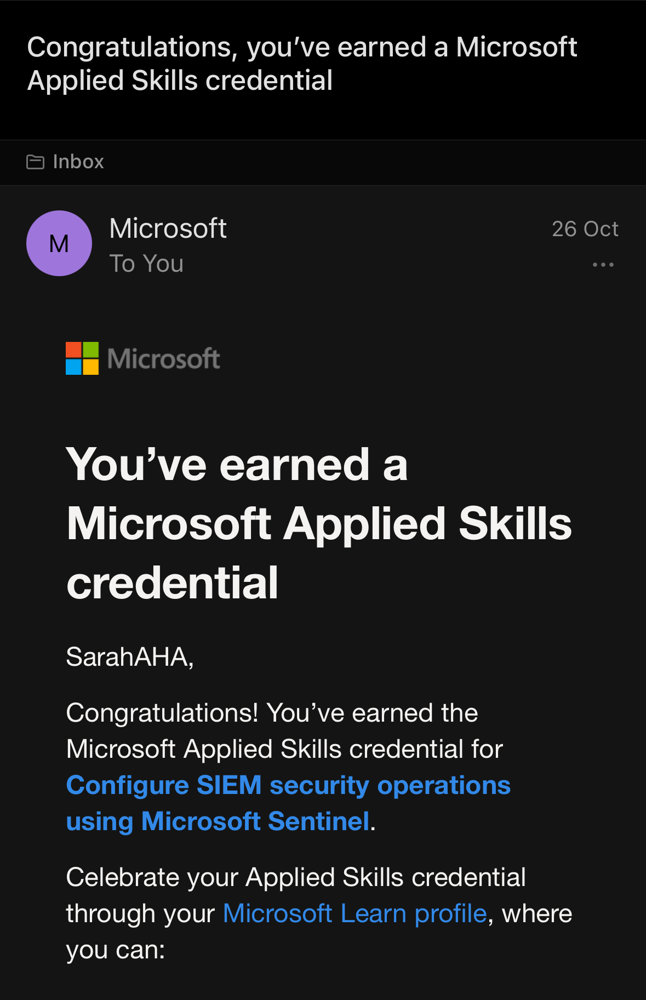 Congratulations, you’ve earned a Microsoft
Applied Skills credential
Inbox
M
Microsoft
26 Oct
To You
...
Microsoft
You’ve earned a
Microsoft Applied Skills
credential
SarahAHA,
Congratulations! You’ve earned the
Microsoft Applied Skills credential for
Configure SIEM security operations
using Microsoft Sentinel.
Celebrate your Applied Skills credential
through your Microsoft Learn profile, where
you can: